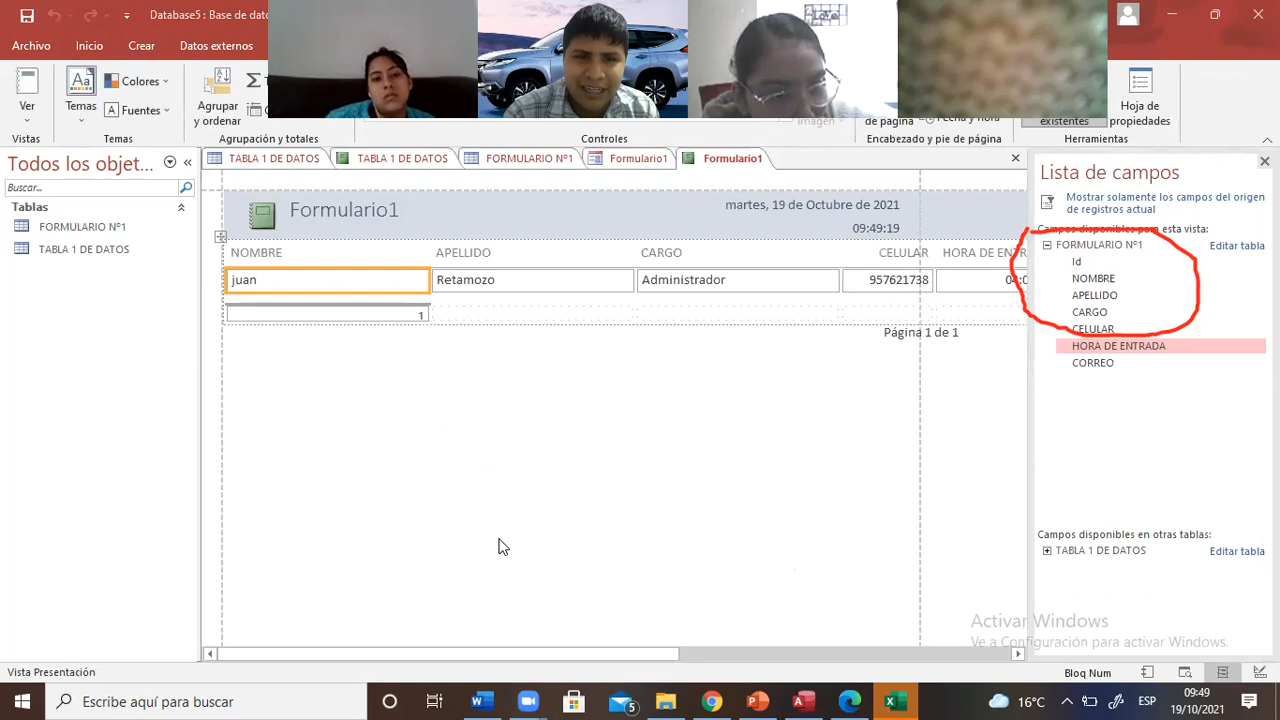 Database5 : Base de datos
Archivo Inicio Crear Datos externos
Ver
Temas
Colores
Fuentes
Agrupar y ordenar
Imagen
de página
existentes
Hoja de propiedades
Vistas Temas Agrupación y totales Controles Encabezado y pie de página Herramientas
Todos los objet...
Buscar...
Tablas
FORMULARIO Nº1
TABLA 1 DE DATOS
TABLA 1 DE DATOS TABLA 1 DE DATOS FORMULARIO Nº1 Formulario1 Formulario1
Formulario1
martes, 19 de Octubre de 2021
09:49:19
NOMBRE APELLIDO CARGO CELULAR HORA DE ENTR
juan Retamozo Administrador 957621738 04:0
1
Página 1 de 1
Lista de campos
Mostrar solamente los campos del origen
de registros actual
Campos disponibles para esta vista:
FORMULARIO Nº1 Editar tabla
Id
NOMBRE
APELLIDO
CARGO
CELULAR
HORA DE ENTRADA
CORREO
Campos disponibles en otras tablas:
TABLA 1 DE DATOS Editar tabla
Activar Windows
Ve a Configuración para activar Windows.
Vista Presentación Bloq Num
Escribe aquí para buscar
5
16°C
ESP
09:49
19/10/2021